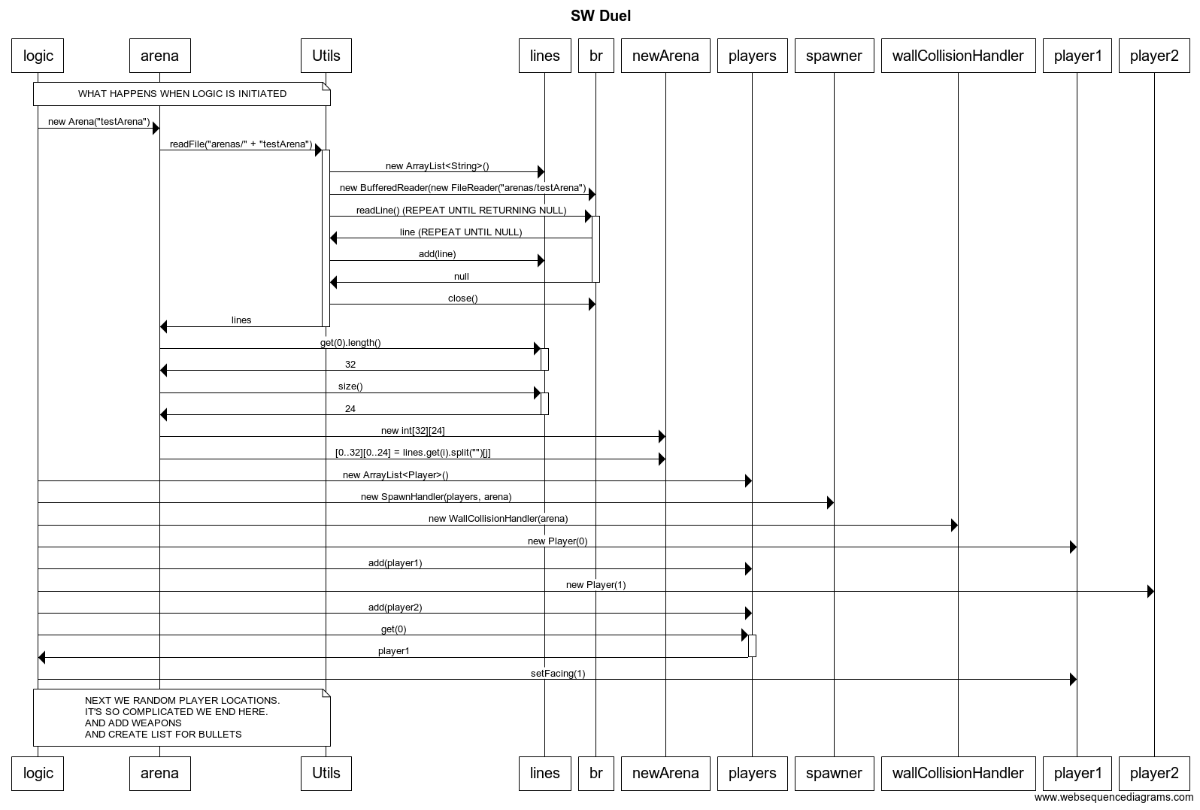 SW Duel
logic arena Utils lines br newArena players spawner wallCollisionHandler player1 player2
WHAT HAPPENS WHEN LOGIC IS INITIATED
new Arena("testArena")
readFile("arenas/" + "testArena")
new ArrayList<String>()
new BufferedReader(new FileReader("arenas/testArena")
readLine() (REPEAT UNTIL RETURNING NULL)
line (REPEAT UNTIL NULL)
add(line)
null
close()
lines
get(0).length()
32
size()
24
new int[32][24]
[0..32][0..24] = lines.get(i).split("")[j]
new ArrayList<Player>()
new SpawnHandler(players, arena)
new WallCollisionHandler(arena)
new Player(0)
add(player1)
new Player(1)
add(player2)
get(0)
player1
setFacing(1)
NEXT WE RANDOM PLAYER LOCATIONS.
IT'S SO COMPLICATED WE END HERE.
AND ADD WEAPONS
AND CREATE LIST FOR BULLETS
logic arena Utils lines br newArena players spawner wallCollisionHandler player1 player2
www.websequencediagrams.com